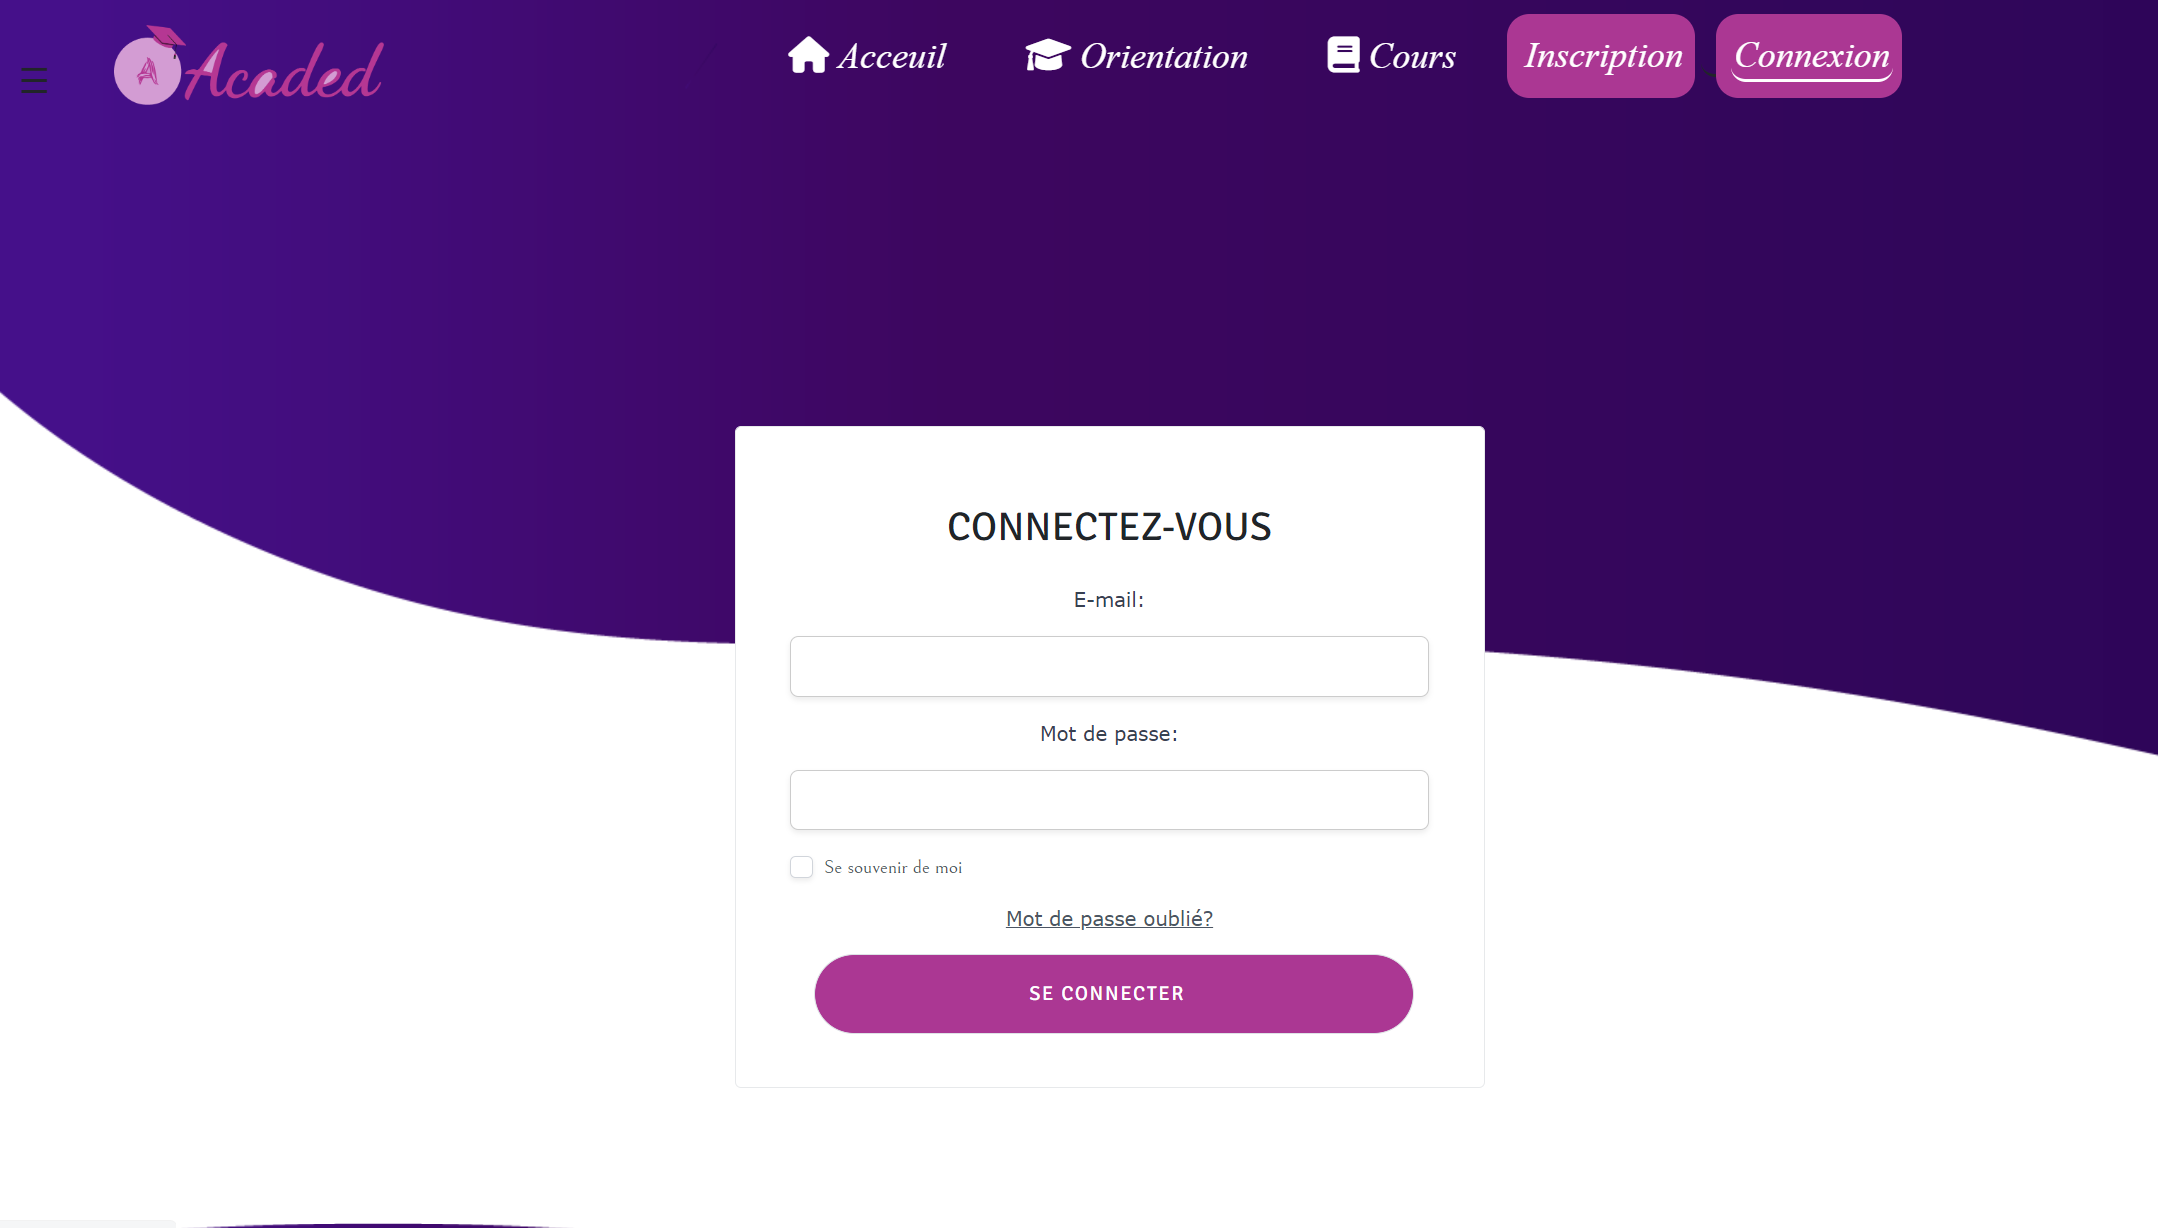 Acaded
Acceuil
Orientation
Cours
Inscription
Connexion
CONNECTEZ-VOUS
E-mail:
Mot de passe:
Se souvenir de moi
Mot de passe oublié?
SE CONNECTER